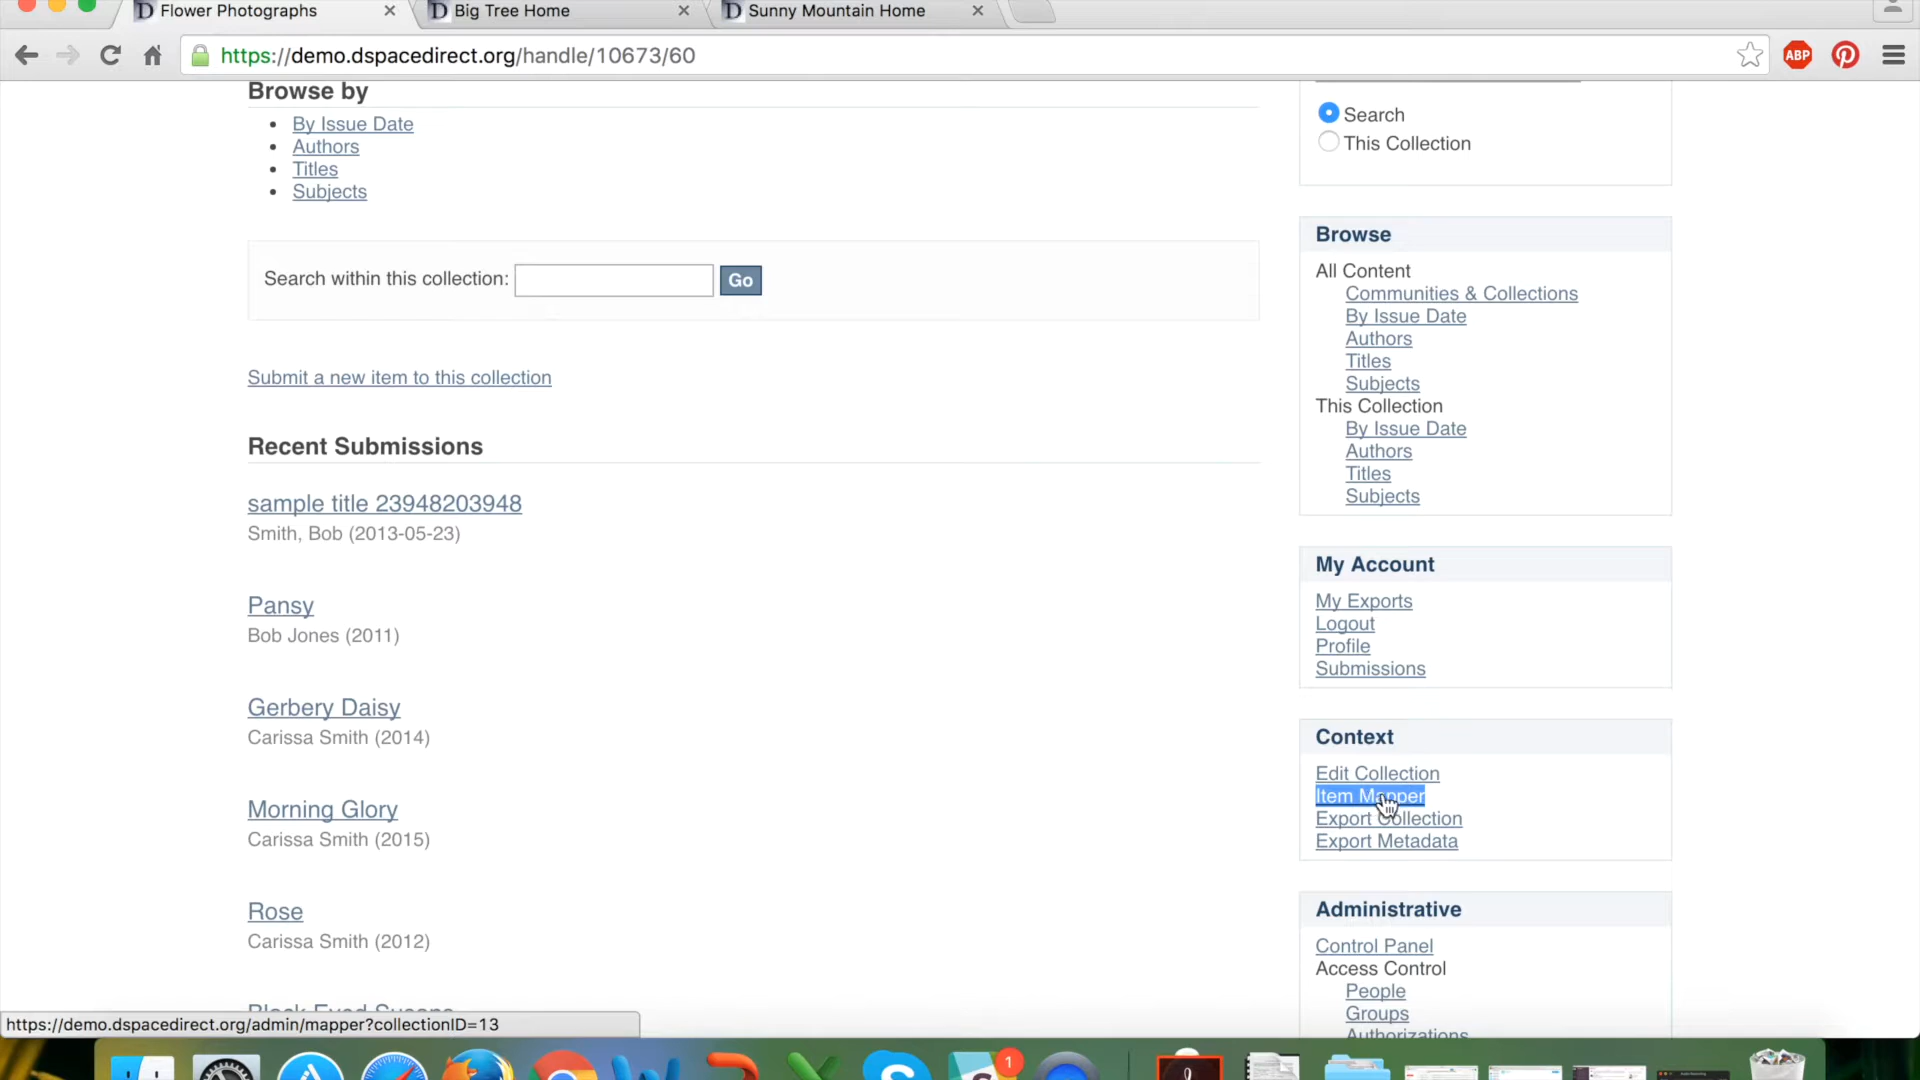 Flower Photographs
Big Tree Home
Sunny Mountain Home
https://demo.dspacedirect.org/handle/10673/60
ABP
Browse by
By Issue Date
Authors
Titles
Subjects
Search within this collection:
Go
Submit a new item to this collection
Recent Submissions
sample title 23948203948
Smith, Bob (2013-05-23)
Pansy
Bob Jones (2011)
Gerbery Daisy
Carissa Smith (2014)
Morning Glory
Carissa Smith (2015)
Rose
Carissa Smith (2012)
Search
This Collection
Browse
All Content
Communities & Collections
By Issue Date
Authors
Titles
Subjects
This Collection
By Issue Date
Authors
Titles
Subjects
My Account
My Exports
Logout
Profile
Submissions
Context
Edit Collection
Item Mapper
Export Collection
Export Metadata
Administrative
Control Panel
Access Control
People
Groups
Authorizations
https://demo.dspacedirect.org/admin/mapper?collectionID=13
1